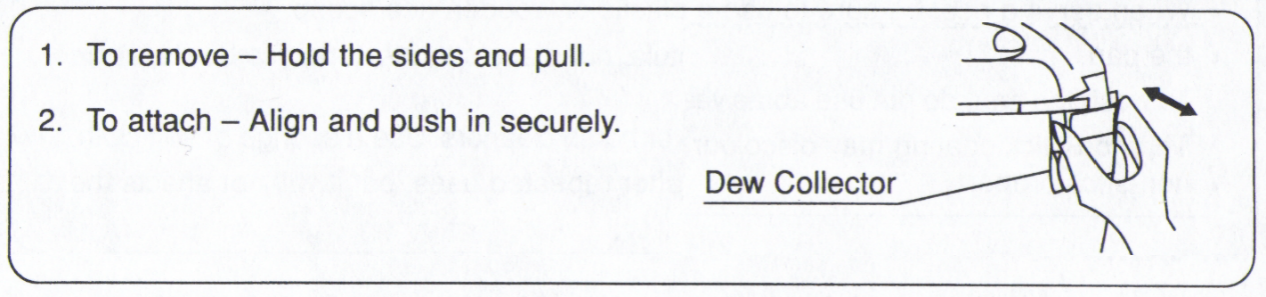 1. To remove – Hold the sides and pull.
2. To attach – Align and push in securely.
Dew Collector